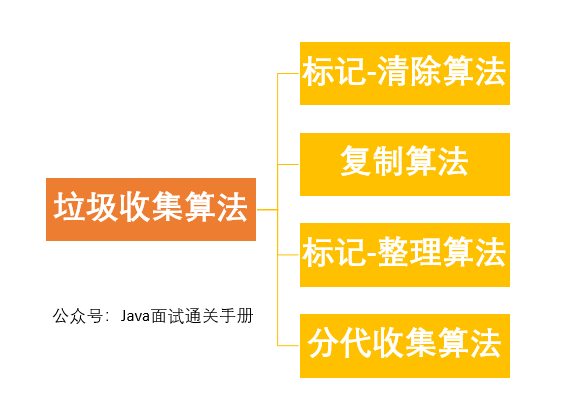 标记-清除算法
复制算法
垃圾收集算法
标记-整理算法
公众号：Java面试通关手册
分代收集算法